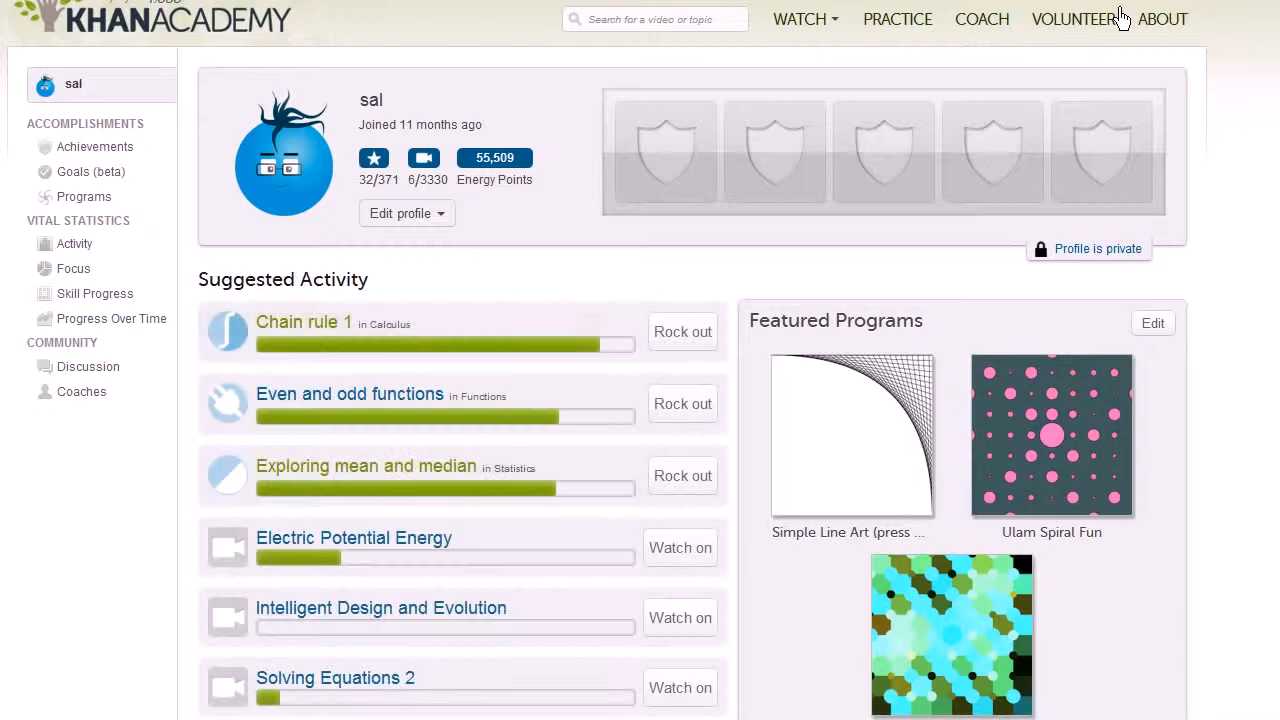 KHANACADEMY
Search for a video or topic
WATCH
PRACTICE
COACH
VOLUNTEER
ABOUT
sal
ACCOMPLISHMENTS
Achievements
Goals (beta)
Programs
VITAL STATISTICS
Activity
Focus
Skill Progress
Progress Over Time
COMMUNITY
Discussion
Coaches
sal
Joined 11 months ago
55,509
32/371 6/3330 Energy Points
Edit profile
Profile is private
Suggested Activity
Chain rule 1 in Calculus
Rock out
Even and odd functions in Functions
Rock out
Exploring mean and median in Statistics
Rock out
Electric Potential Energy
Watch on
Intelligent Design and Evolution
Watch on
Solving Equations 2
Watch on
Featured Programs
Edit
Simple Line Art (press ...
Ulam Spiral Fun